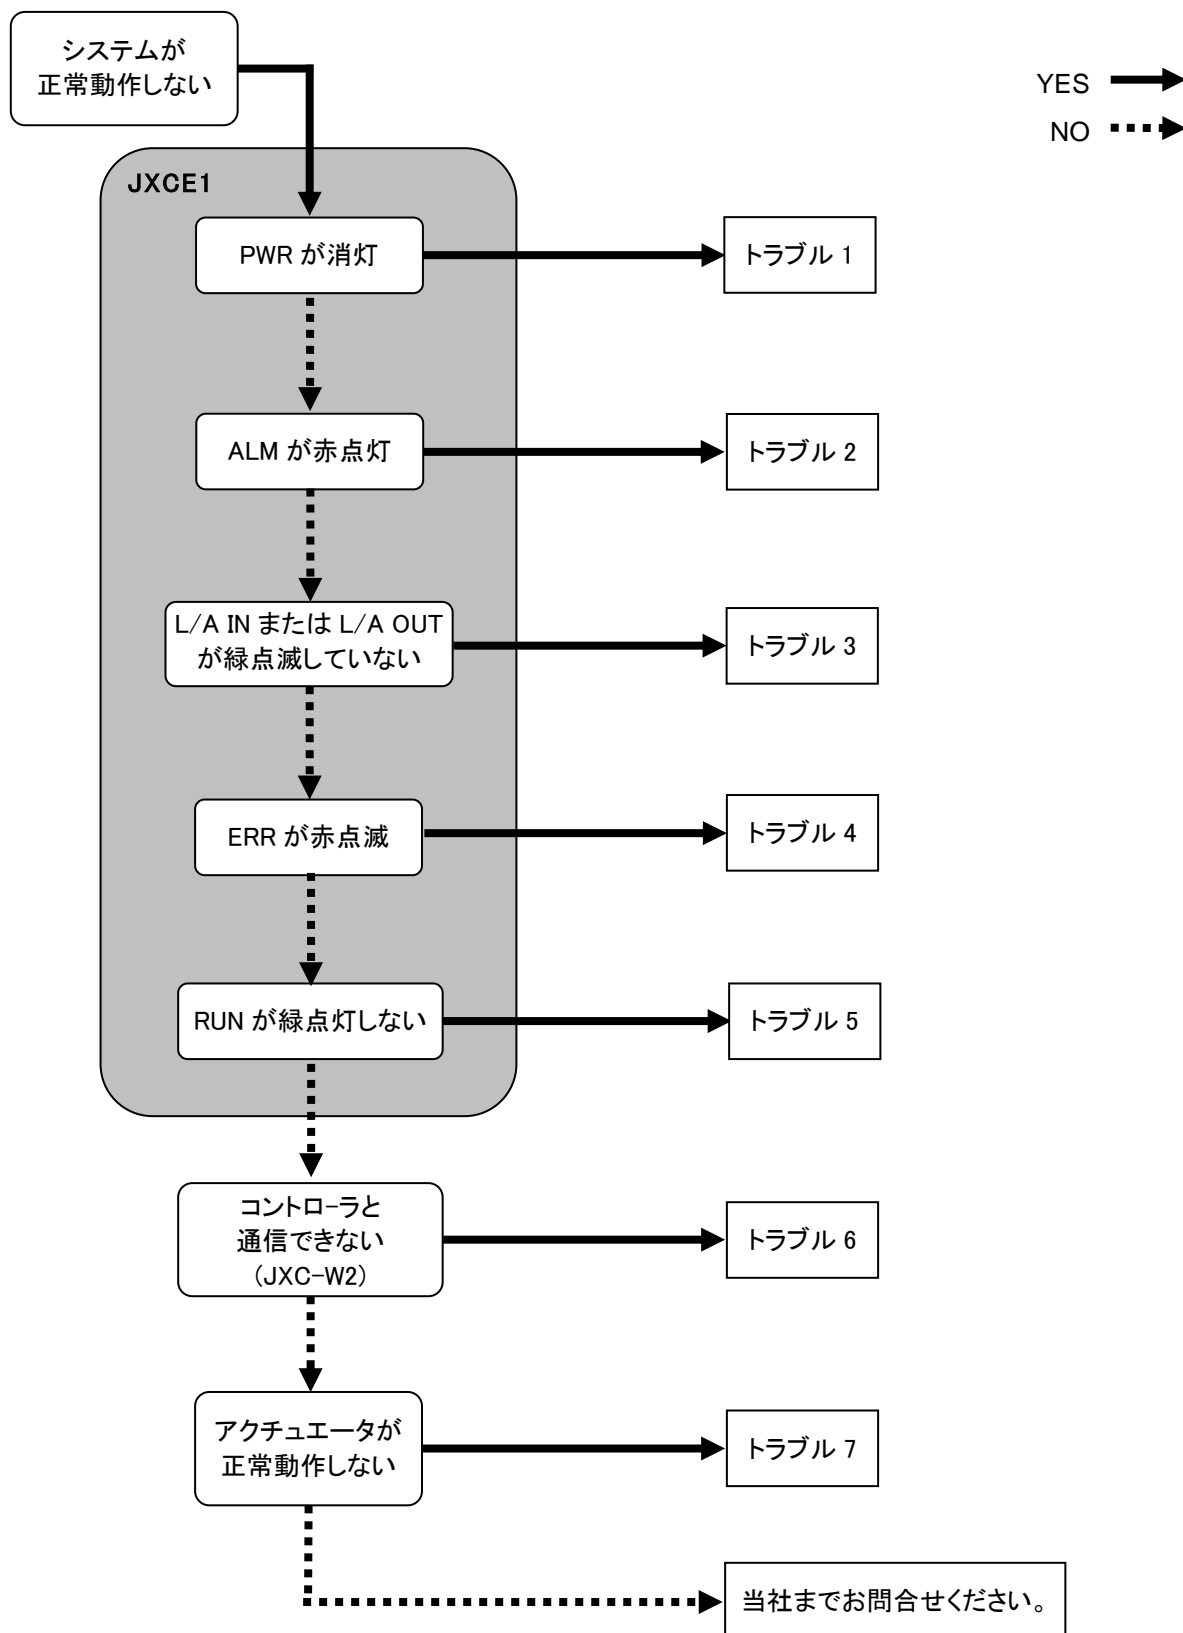 システムが
正常動作しない
YES
NO
JXCE1
PWR が消灯
トラブル 1
ALM が赤点灯
トラブル 2
L/A IN または L/A OUT
が緑点滅していない
トラブル 3
ERR が赤点滅
トラブル 4
RUN が緑点灯しない
トラブル 5
コントロ-ラと
通信できない
(JXC-W2)
トラブル 6
アクチュエータが
正常動作しない
トラブル 7
当社までお問合せください。